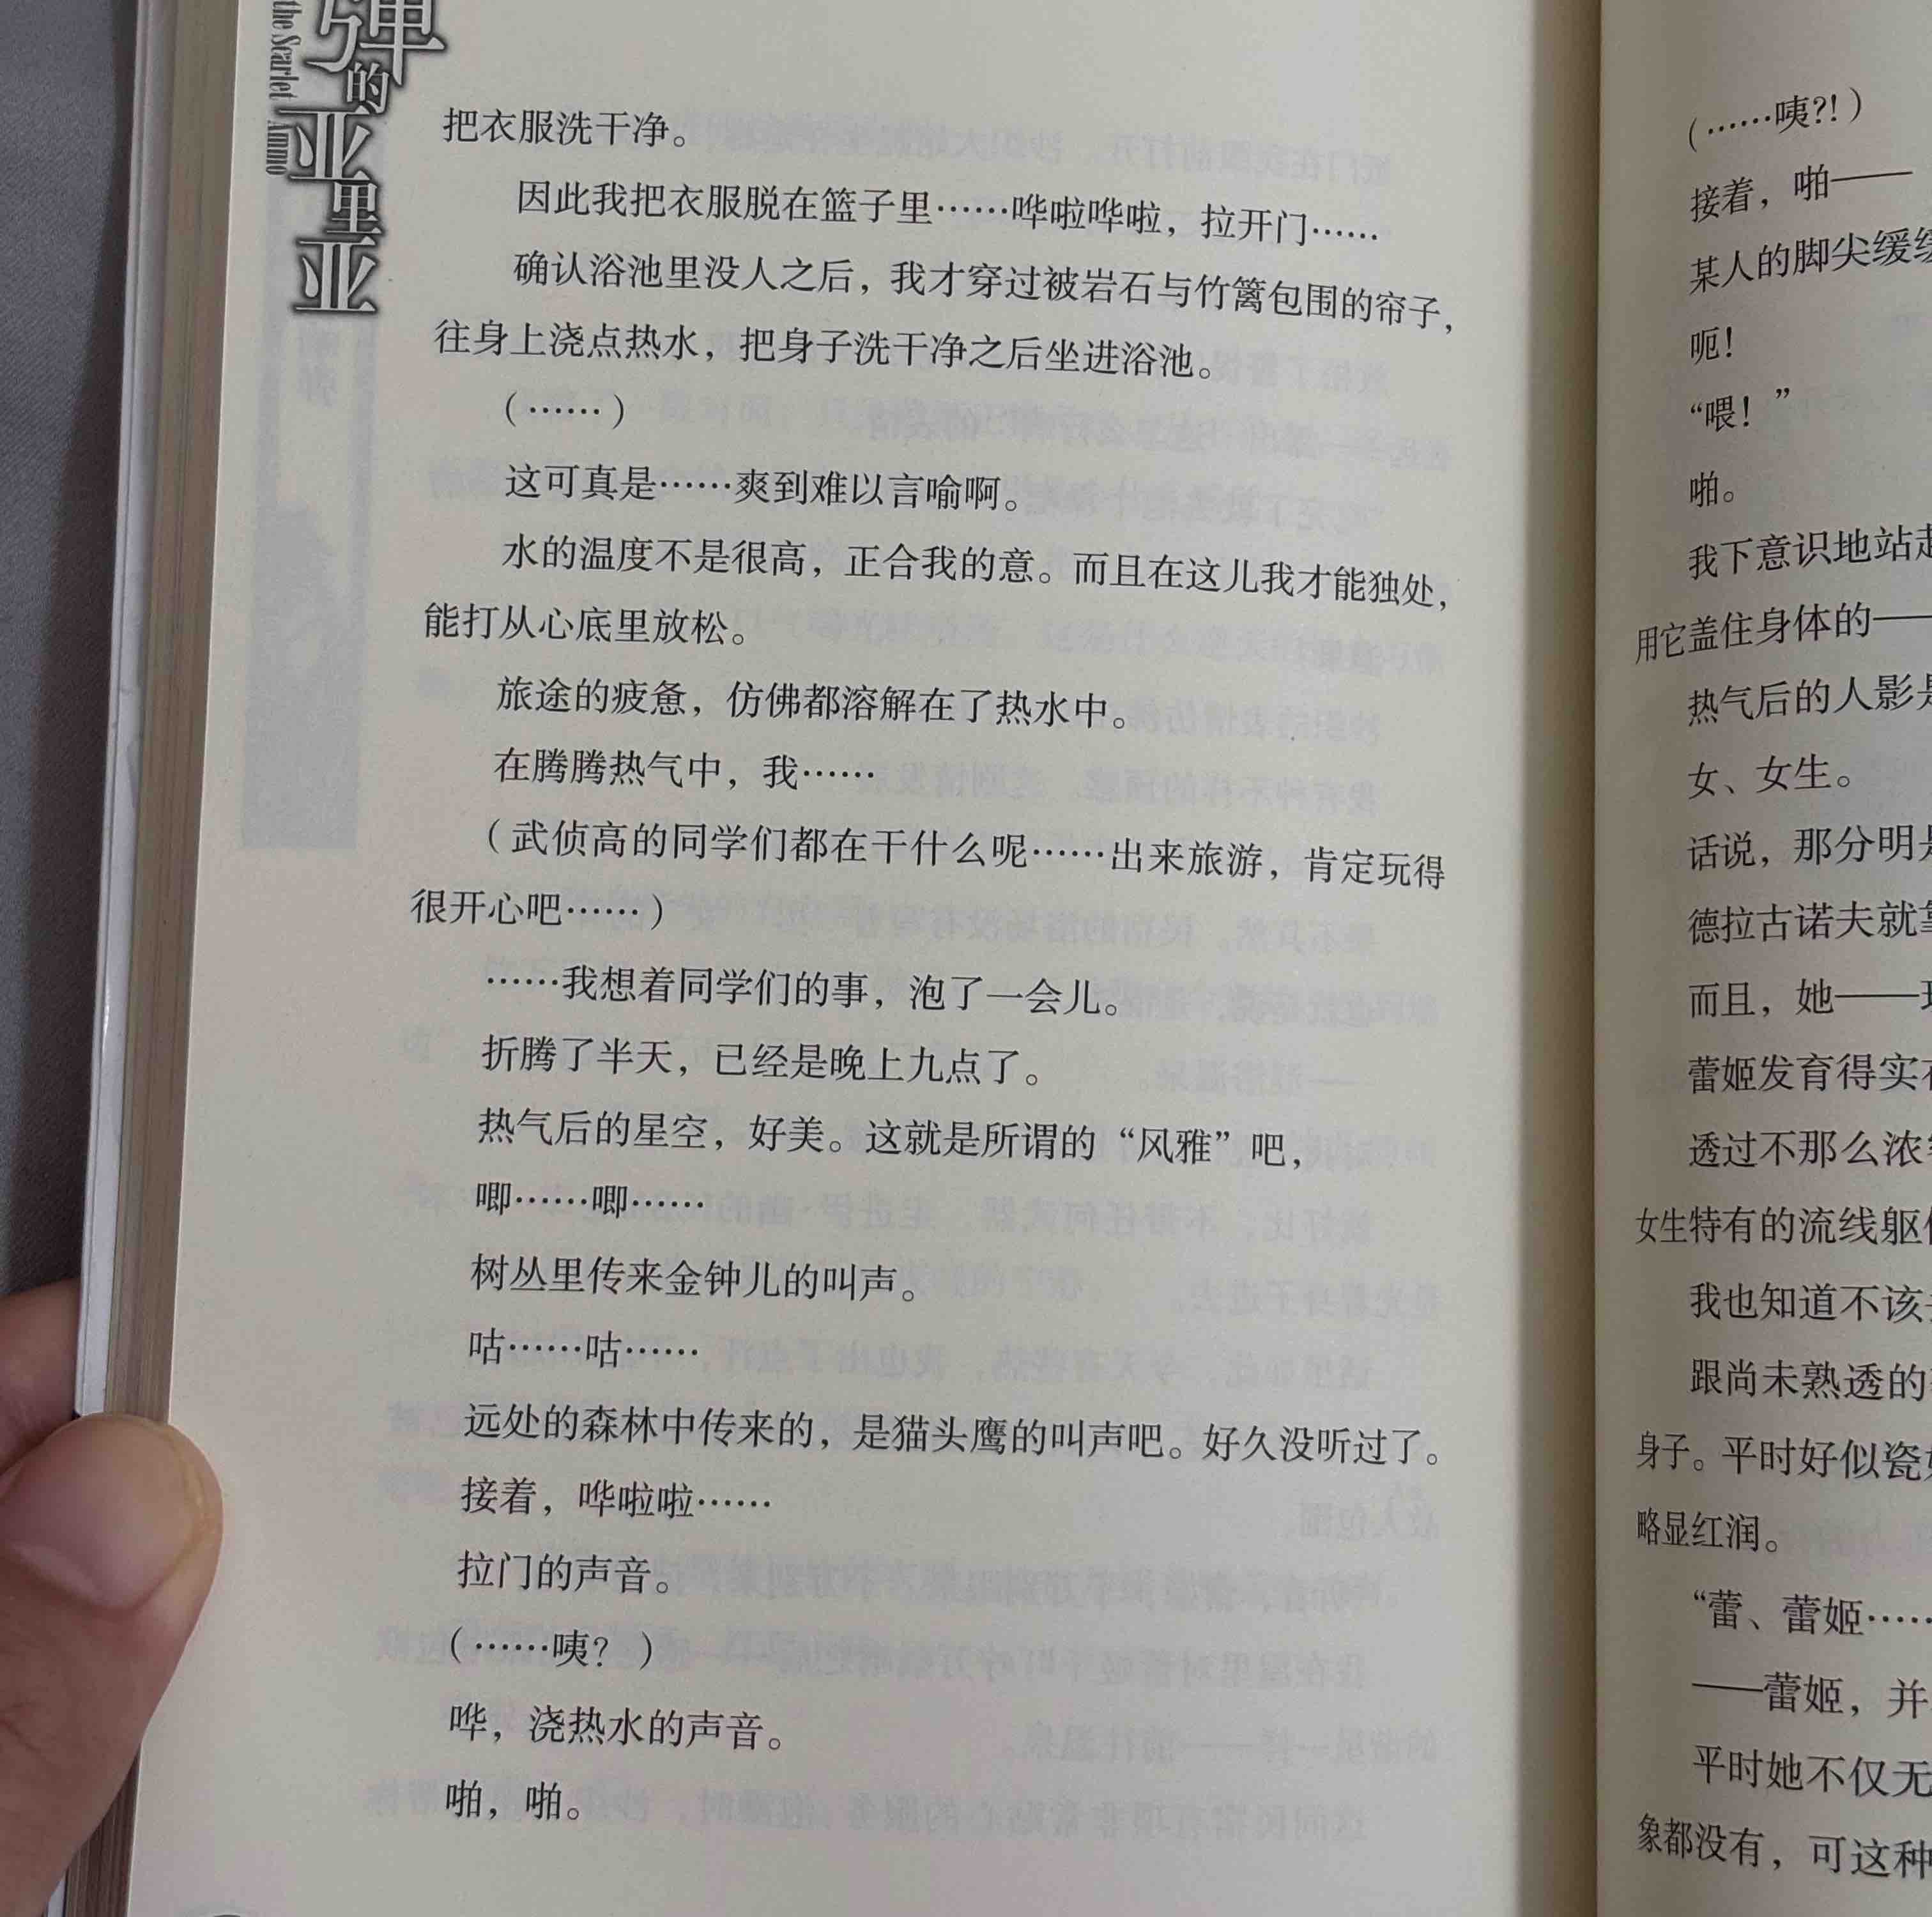 the Scarlet Ammo
弹的亚里亚
把衣服洗干净。
因此我把衣服脱在篮子里……哗啦哗啦，拉开门……
确认浴池里没人之后，我才穿过被岩石与竹篱包围的帘子，
往身上浇点热水，把身子洗干净之后坐进浴池。
（……）
这可真是……爽到难以言喻啊。
水的温度不是很高，正合我的意。而且在这儿我才能独处，
能打从心底里放松。
旅途的疲惫，仿佛都溶解在了热水中。
在腾腾热气中，我……
（武侦高的同学们都在干什么呢……出来旅游，肯定玩得
很开心吧……）
……我想着同学们的事，泡了一会儿。
折腾了半天，已经是晚上九点了。
热气后的星空，好美。这就是所谓的“风雅”吧，
唧……唧……
树丛里传来金钟儿的叫声。
咕……咕……
远处的森林中传来的，是猫头鹰的叫声吧。好久没听过了。
接着，哗啦啦……
拉门的声音。
（……咦？）
哗，浇热水的声音。
啪，啪。
（……咦?!）
接着，啪——
某人的脚尖缓
呃！
“喂！”
啪。
我下意识地站起
用它盖住身体的——
热气后的人影是
女、女生。
话说，那分明是
德拉古诺夫就靠
而且，她——
蕾姬发育得实在
透过不那么浓
女生特有的流线躯体
我也知道不该
跟尚未熟透的
身子。平时好似瓷
略显红润。
“蕾、蕾姬……
——蕾姬，并
平时她不仅无
象都没有，可这种